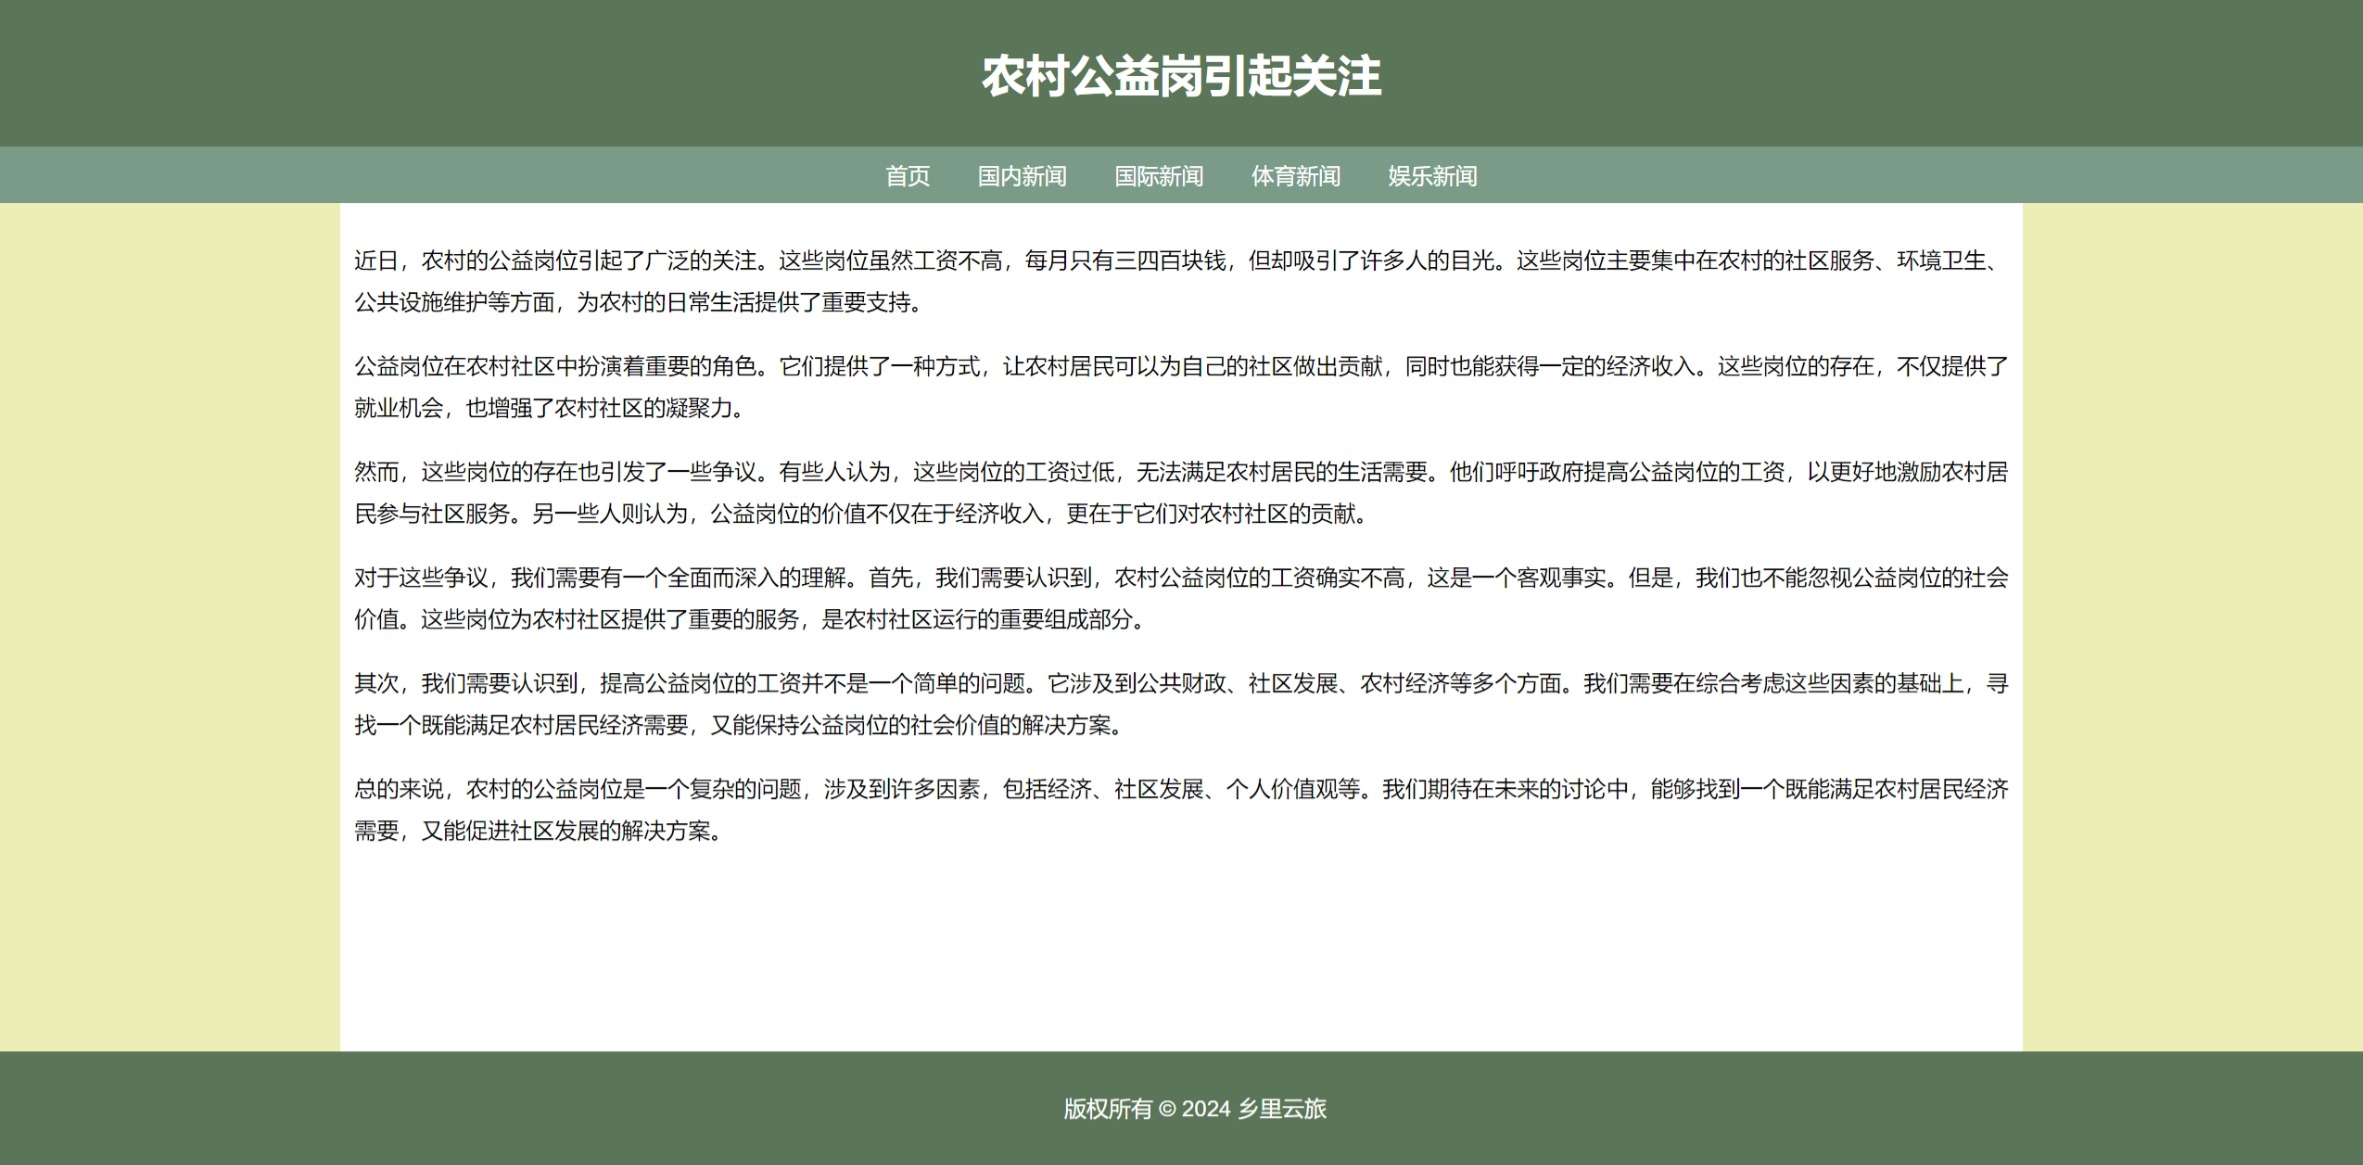 农村公益岗引起关注
首页 国内新闻 国际新闻 体育新闻 娱乐新闻
近日，农村的公益岗位引起了广泛的关注。这些岗位虽然工资不高，每月只有三四百块钱，但却吸引了许多人的目光。这些岗位主要集中在农村的社区服务、环境卫生、
公共设施维护等方面，为农村的日常生活提供了重要支持。
公益岗位在农村社区中扮演着重要的角色。它们提供了一种方式，让农村居民可以为自己的社区做出贡献，同时也能获得一定的经济收入。这些岗位的存在，不仅提供了
就业机会，也增强了农村社区的凝聚力。
然而，这些岗位的存在也引发了一些争议。有些人认为，这些岗位的工资过低，无法满足农村居民的生活需要。他们呼吁政府提高公益岗位的工资，以更好地激励农村居
民参与社区服务。另一些人则认为，公益岗位的价值不仅在于经济收入，更在于它们对农村社区的贡献。
对于这些争议，我们需要有一个全面而深入的理解。首先，我们需要认识到，农村公益岗位的工资确实不高，这是一个客观事实。但是，我们也不能忽视公益岗位的社会
价值。这些岗位为农村社区提供了重要的服务，是农村社区运行的重要组成部分。
其次，我们需要认识到，提高公益岗位的工资并不是一个简单的问题。它涉及到公共财政、社区发展、农村经济等多个方面。我们需要在综合考虑这些因素的基础上，寻
找一个既能满足农村居民经济需要，又能保持公益岗位的社会价值的解决方案。
总的来说，农村的公益岗位是一个复杂的问题，涉及到许多因素，包括经济、社区发展、个人价值观等。我们期待在未来的讨论中，能够找到一个既能满足农村居民经济
需要，又能促进社区发展的解决方案。
版权所有 © 2024 乡里云旅